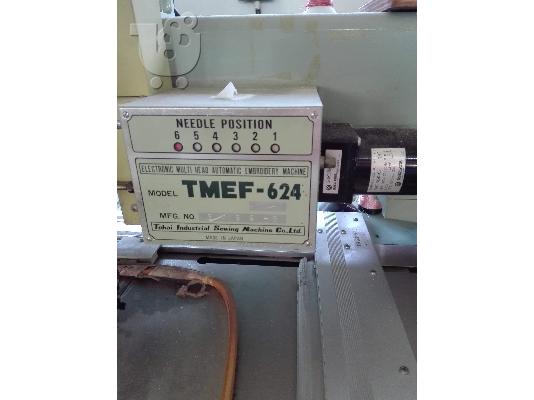 NEEDLE POSITION
6 5 4 3 2 1
ELECTRONIC MULTI HEAD AUTOMATIC EMBROIDERY MACHINE
MODEL TMEF-624
MFG. NO.
Tokai Industrial Sewing Machine Co., Ltd.
MADE IN JAPAN